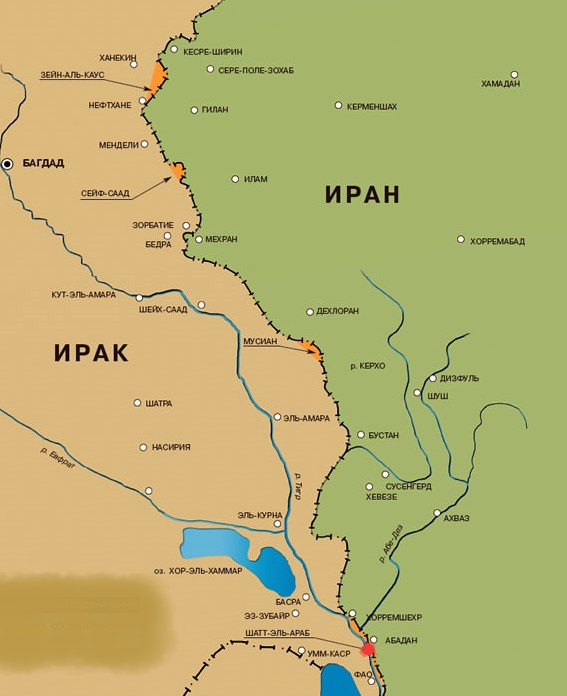 КЕСРЕ-ШИРИН
ХАНЕКИН
ЗЕЙН-АЛЬ-КАУС
СЕРЕ-ПОЛЕ-ЗОХАБ
ХАМАДАН
НЕФТХАНЕ
ГИЛАН
КЕРМЕНШАХ
МЕНДЕЛИ
БАГДАД
ИЛАМ
СЕЙФ-СААД
ИРАН
ЗОРБАТИЕ
БЕДРА
МЕХРАН
ХОРРЕМАБАД
КУТ-ЭЛЬ-АМАРА
ШЕЙХ-СААД
ДЕХЛОРАН
МУСИАН
ИРАК
р. КЕРХО
ДИЗФУЛЬ
ШУШ
ШАТРА
ЭЛЬ-АМАРА
БУСТАН
НАСИРИЯ
р. Евфрат
р. Тигр
СУСЕНГЕРД
ХЕВЕЗЕ
ЭЛЬ-КУРНА
АХВАЗ
р. Абе-Дез
оз. ХОР-ЭЛЬ-ХАММАР
БАСРА
ЭЗ-ЗУБАЙР
ХОРРЕМШЕХР
ШАТТ-ЭЛЬ-АРАБ
АБАДАН
УММ-КАСР
ФАО